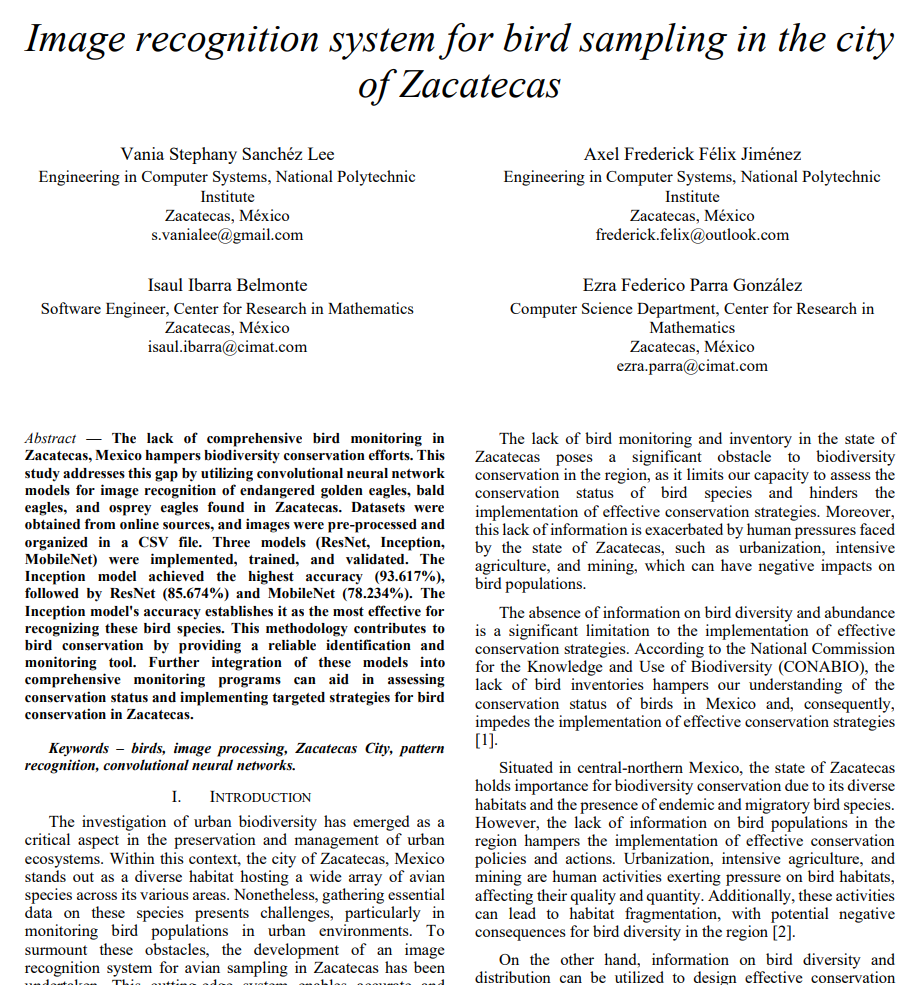 Image recognition system for bird sampling in the city
of Zacatecas
Vania Stephany Sanchéz Lee
Engineering in Computer Systems, National Polytechnic
Institute
Zacatecas, México
s.vanialee@gmail.com
Axel Frederick Félix Jiménez
Engineering in Computer Systems, National Polytechnic
Institute
Zacatecas, México
frederick.felix@outlook.com
Isaul Ibarra Belmonte
Software Engineer, Center for Research in Mathematics
Zacatecas, México
isaul.ibarra@cimat.com
Ezra Federico Parra González
Computer Science Department, Center for Research in
Mathematics
Zacatecas, México
ezra.parra@cimat.com
Abstract — The lack of comprehensive bird monitoring in
Zacatecas, Mexico hampers biodiversity conservation efforts. This
study addresses this gap by utilizing convolutional neural network
models for image recognition of endangered golden eagles, bald
eagles, and osprey eagles found in Zacatecas. Datasets were
obtained from online sources, and images were pre-processed and
organized in a CSV file. Three models (ResNet, Inception,
MobileNet) were implemented, trained, and validated. The
Inception model achieved the highest accuracy (93.617%),
followed by ResNet (85.674%) and MobileNet (78.234%). The
Inception model's accuracy establishes it as the most effective for
recognizing these bird species. This methodology contributes to
bird conservation by providing a reliable identification and
monitoring tool. Further integration of these models into
comprehensive monitoring programs can aid in assessing
conservation status and implementing targeted strategies for bird
conservation in Zacatecas.
Keywords – birds, image processing, Zacatecas City, pattern
recognition, convolutional neural networks.
I. INTRODUCTION
The investigation of urban biodiversity has emerged as a
critical aspect in the preservation and management of urban
ecosystems. Within this context, the city of Zacatecas, Mexico
stands out as a diverse habitat hosting a wide array of avian
species across its various areas. Nonetheless, gathering essential
data on these species presents challenges, particularly in
monitoring bird populations in urban environments. To
surmount these obstacles, the development of an image
recognition system for avian sampling in Zacatecas has been
undertaken. This cutting-edge system enables accurate and
The lack of bird monitoring and inventory in the state of
Zacatecas poses a significant obstacle to biodiversity
conservation in the region, as it limits our capacity to assess the
conservation status of bird species and hinders the
implementation of effective conservation strategies. Moreover,
this lack of information is exacerbated by human pressures faced
by the state of Zacatecas, such as urbanization, intensive
agriculture, and mining, which can have negative impacts on
bird populations.
The absence of information on bird diversity and abundance
is a significant limitation to the implementation of effective
conservation strategies. According to the National Commission
for the Knowledge and Use of Biodiversity (CONABIO), the
lack of bird inventories hampers our understanding of the
conservation status of birds in Mexico and, consequently,
impedes the implementation of effective conservation strategies
[1].
Situated in central-northern Mexico, the state of Zacatecas
holds importance for biodiversity conservation due to its diverse
habitats and the presence of endemic and migratory bird species.
However, the lack of information on bird populations in the
region hampers the implementation of effective conservation
policies and actions. Urbanization, intensive agriculture, and
mining are human activities exerting pressure on bird habitats,
affecting their quality and quantity. Additionally, these activities
can lead to habitat fragmentation, with potential negative
consequences for bird diversity in the region [2].
On the other hand, information on bird diversity and
distribution can be utilized to design effective conservation